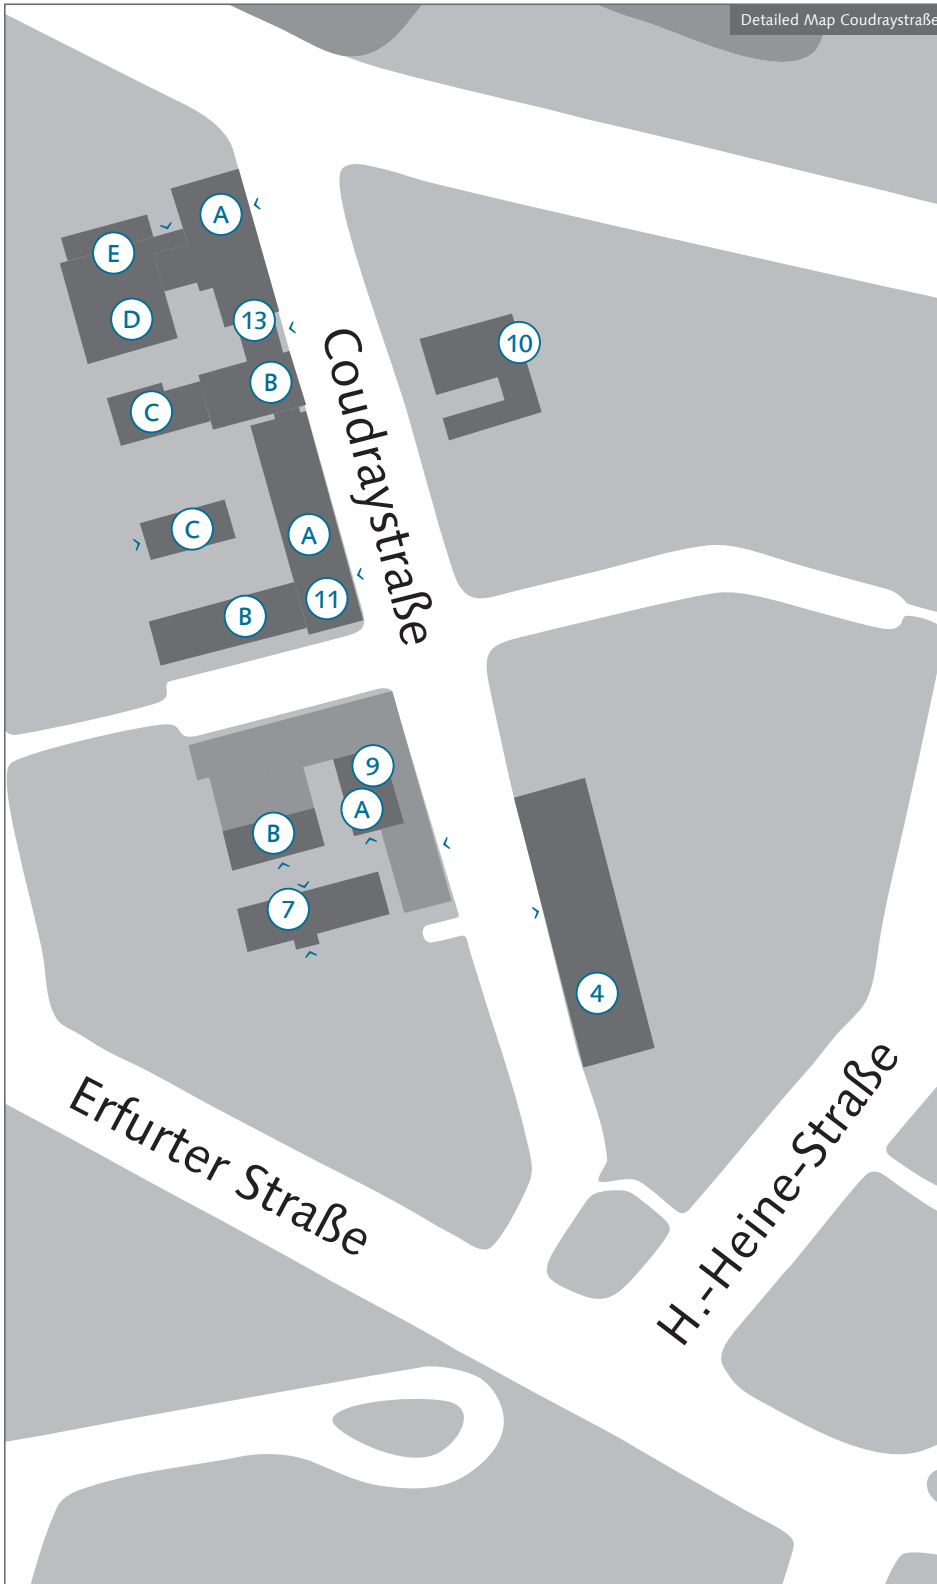 Detailed Map Coudraystraße
A
E
D
13
10
B
C
Coudraystraße
C
A
11
B
9
A
B
7
4
Erfurter Straße
H.-Heine-Straße